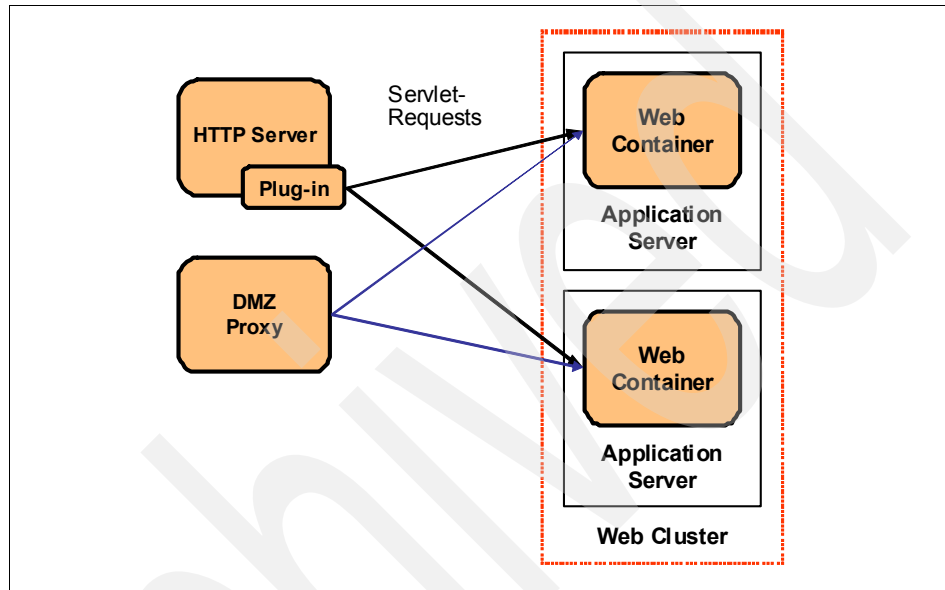 HTTP Server
Plug-in
DMZ
Proxy
Servlet-
Requests
Web
Container
Application
Server
Web
Container
Application
Server
Web Cluster